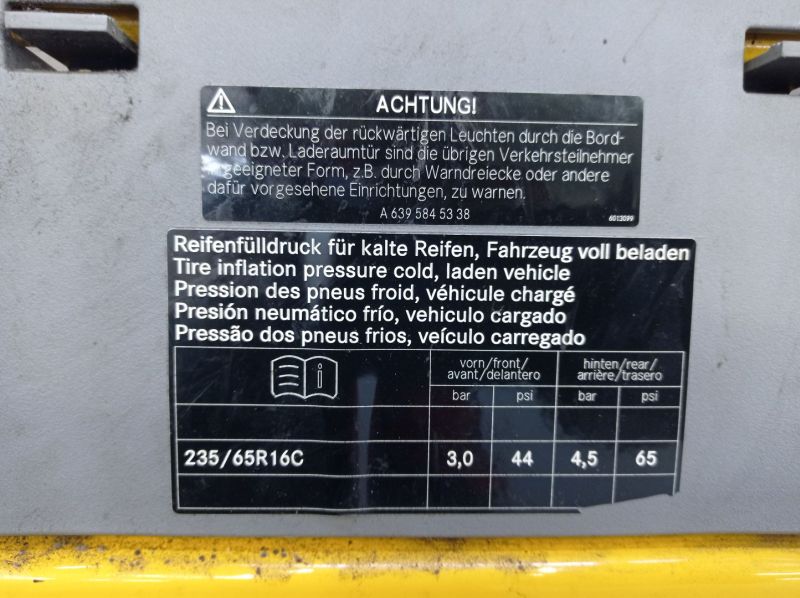 ACHTUNG!
Bei Verdeckung der rückwärtigen Leuchten durch die Bord-
wand bzw. Laderaumtür sind die übrigen Verkehrsteilnehmer
in geeigneter Form, z.B. durch Warndreiecke oder andere
dafür vorgesehene Einrichtungen, zu warnen.
A 639 584 53 38
6013099
Reifenfülldruck für kalte Reifen, Fahrzeug voll beladen
Tire inflation pressure cold, laden vehicle
Pression des pneus froid, véhicule chargé
Presión neumático frío, vehiculo cargado
Pressão dos pneus frios, veículo carregado
vorn/front/ hinten/rear/
avant/delantero arrière/trasero
bar psi bar psi
235/65R16C 3,0 44 4,5 65